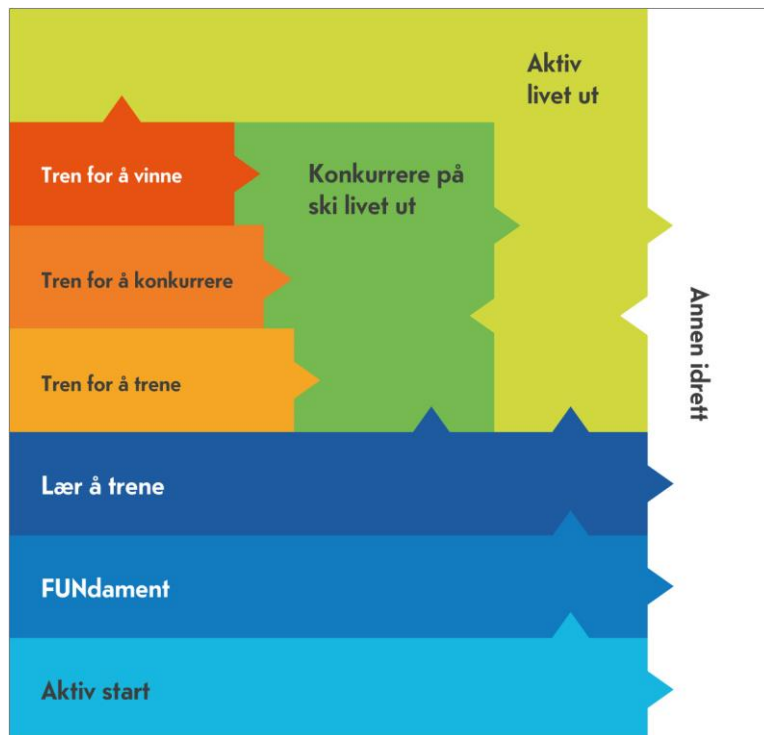 Aktiv
livet ut
Tren for å vinne
Konkurrere på
ski livet ut
Tren for å konkurrere
Annen idrett
Tren for å trene
Lær å trene
FUNdament
Aktiv start